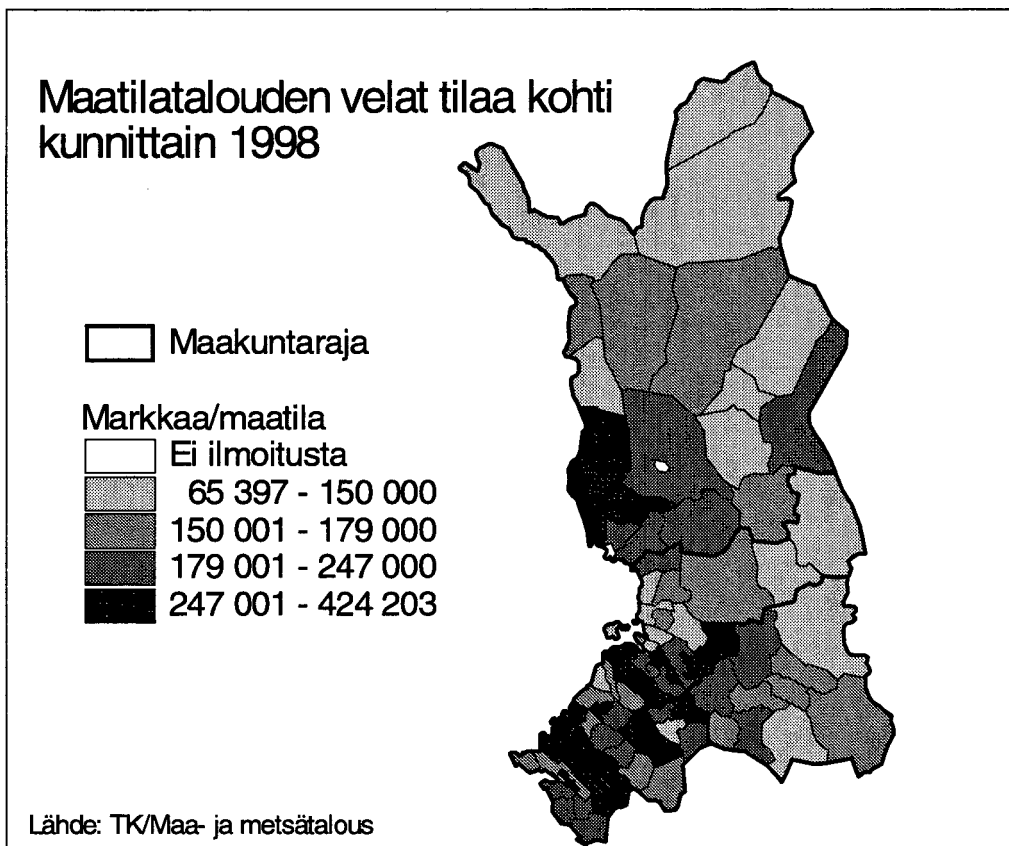 Maatilatalouden velat tilaa kohti
kunnittain 1998
Maakuntaraja
Markkaa/maatila
Ei ilmoitusta
65 397 - 150 000
150 001 - 179 000
179 001 - 247 000
247 001 - 424 203
Lähde: TK/Maa- ja metsätalous